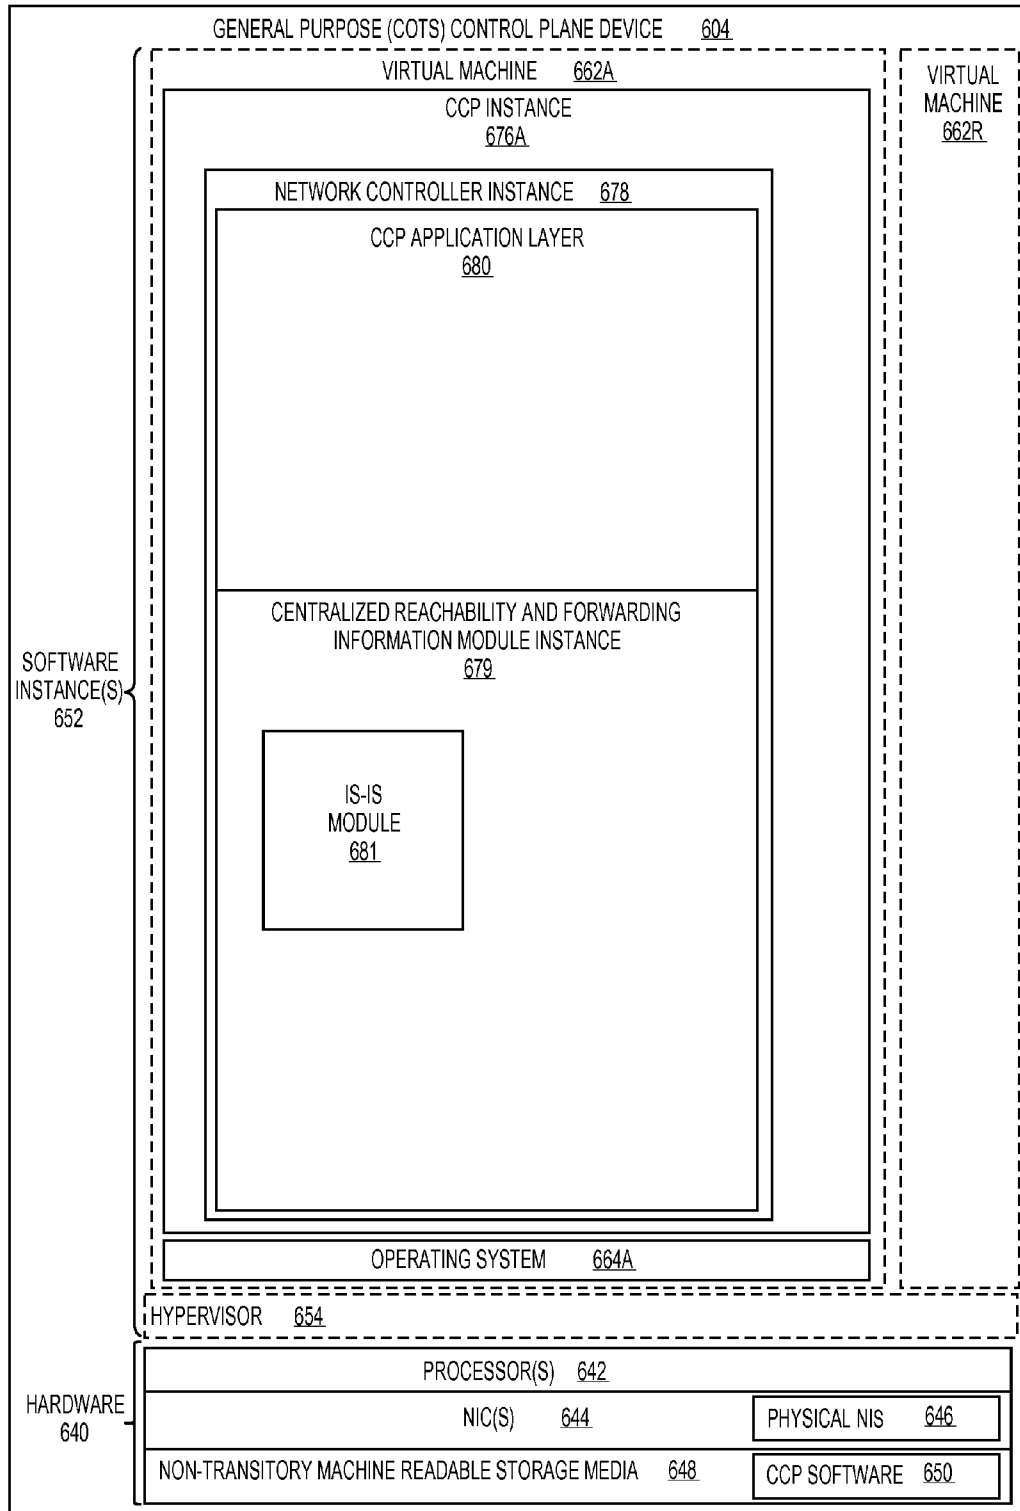 GENERAL PURPOSE (COTS) CONTROL PLANE DEVICE 604
VIRTUAL MACHINE 662A
VIRTUAL
MACHINE
662R
CCP INSTANCE
676A
NETWORK CONTROLLER INSTANCE 678
CCP APPLICATION LAYER
680
CENTRALIZED REACHABILITY AND FORWARDING
INFORMATION MODULE INSTANCE
679
SOFTWARE
INSTANCE(S)
652
IS-IS
MODULE
681
OPERATING SYSTEM 664A
HYPERVISOR 654
HARDWARE
640
PROCESSOR(S) 642
NIC(S) 644
PHYSICAL NIS 646
NON-TRANSITORY MACHINE READABLE STORAGE MEDIA 648
CCP SOFTWARE 650